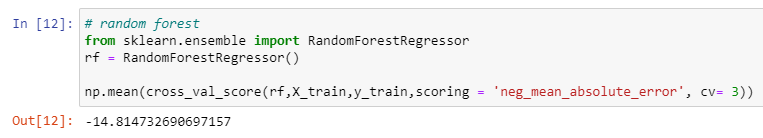 In [12]: # random forest
from sklearn.ensemble import RandomForestRegressor
rf = RandomForestRegressor()
np.mean(cross_val_score(rf,X_train,y_train,scoring = 'neg_mean_absolute_error', cv= 3))
Out[12]: -14.814732690697157